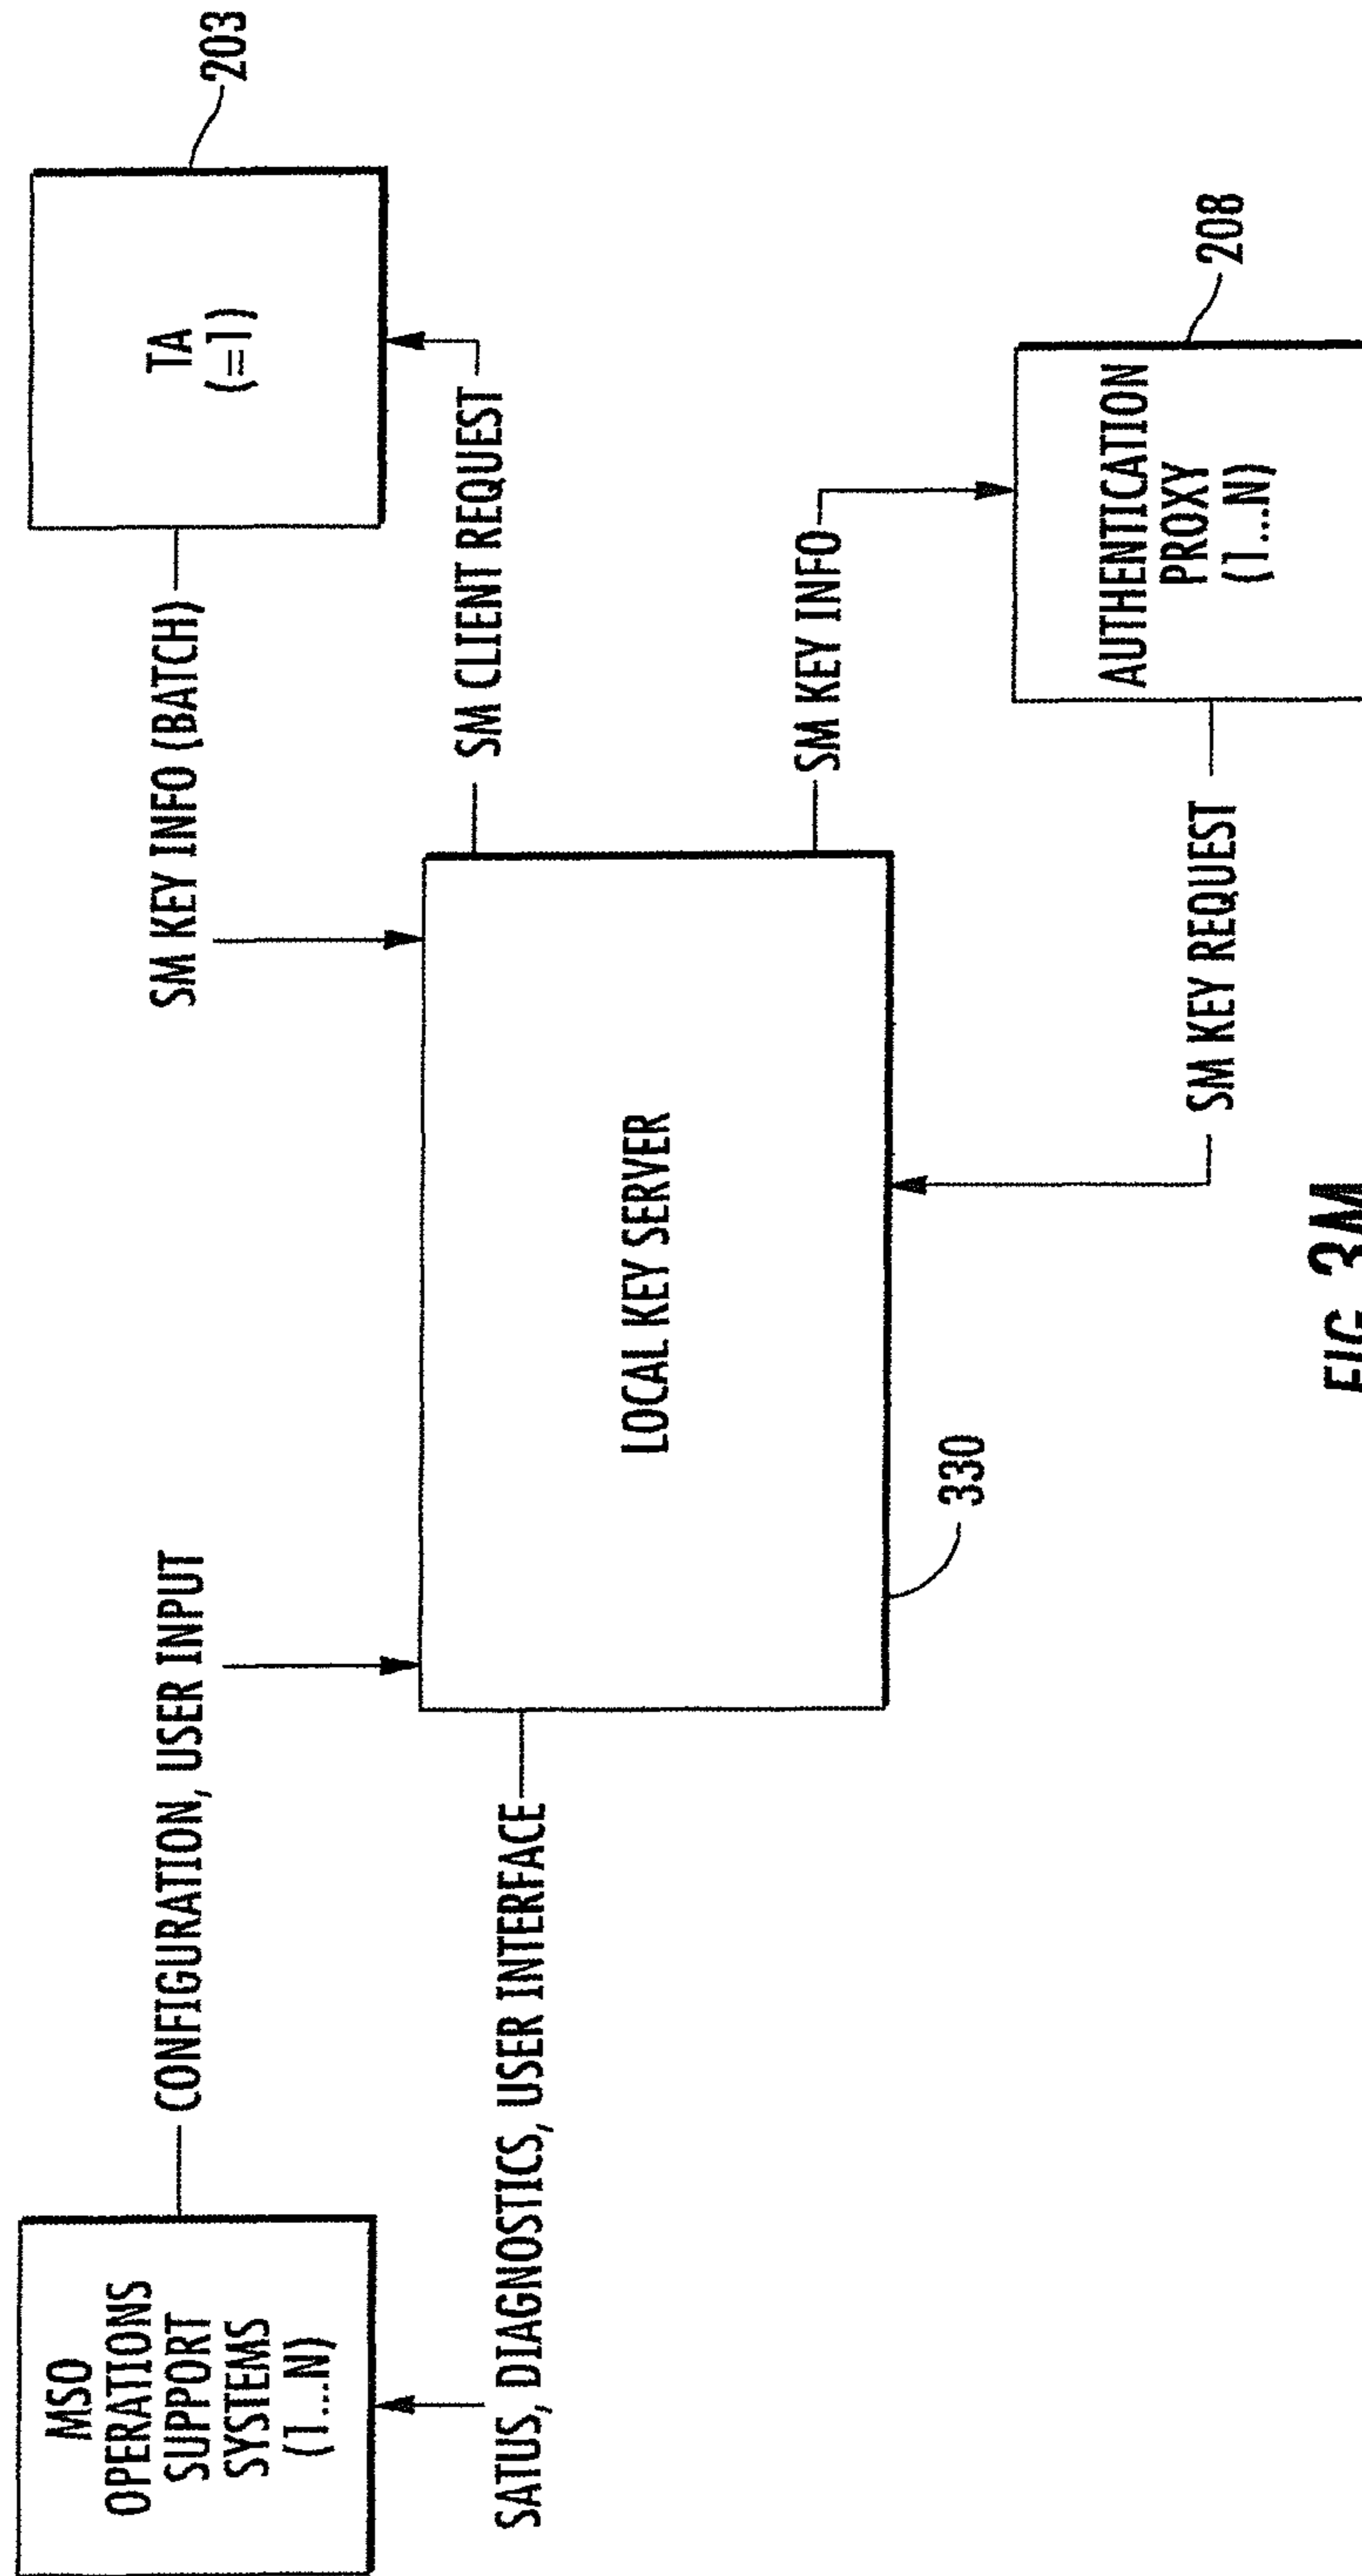 MSO
OPERATIONS
SUPPORT
SYSTEMS
(1...N)
CONFIGURATION, USER INPUT
SM KEY INFO (BATCH)
TA
(=1)
203
SATUS, DIAGNOSTICS, USER INTERFACE
LOCAL KEY SERVER
330
SM CLIENT REQUEST
SM KEY INFO
AUTHENTICATION
PROXY
(1...N)
208
SM KEY REQUEST
FIG. 3M